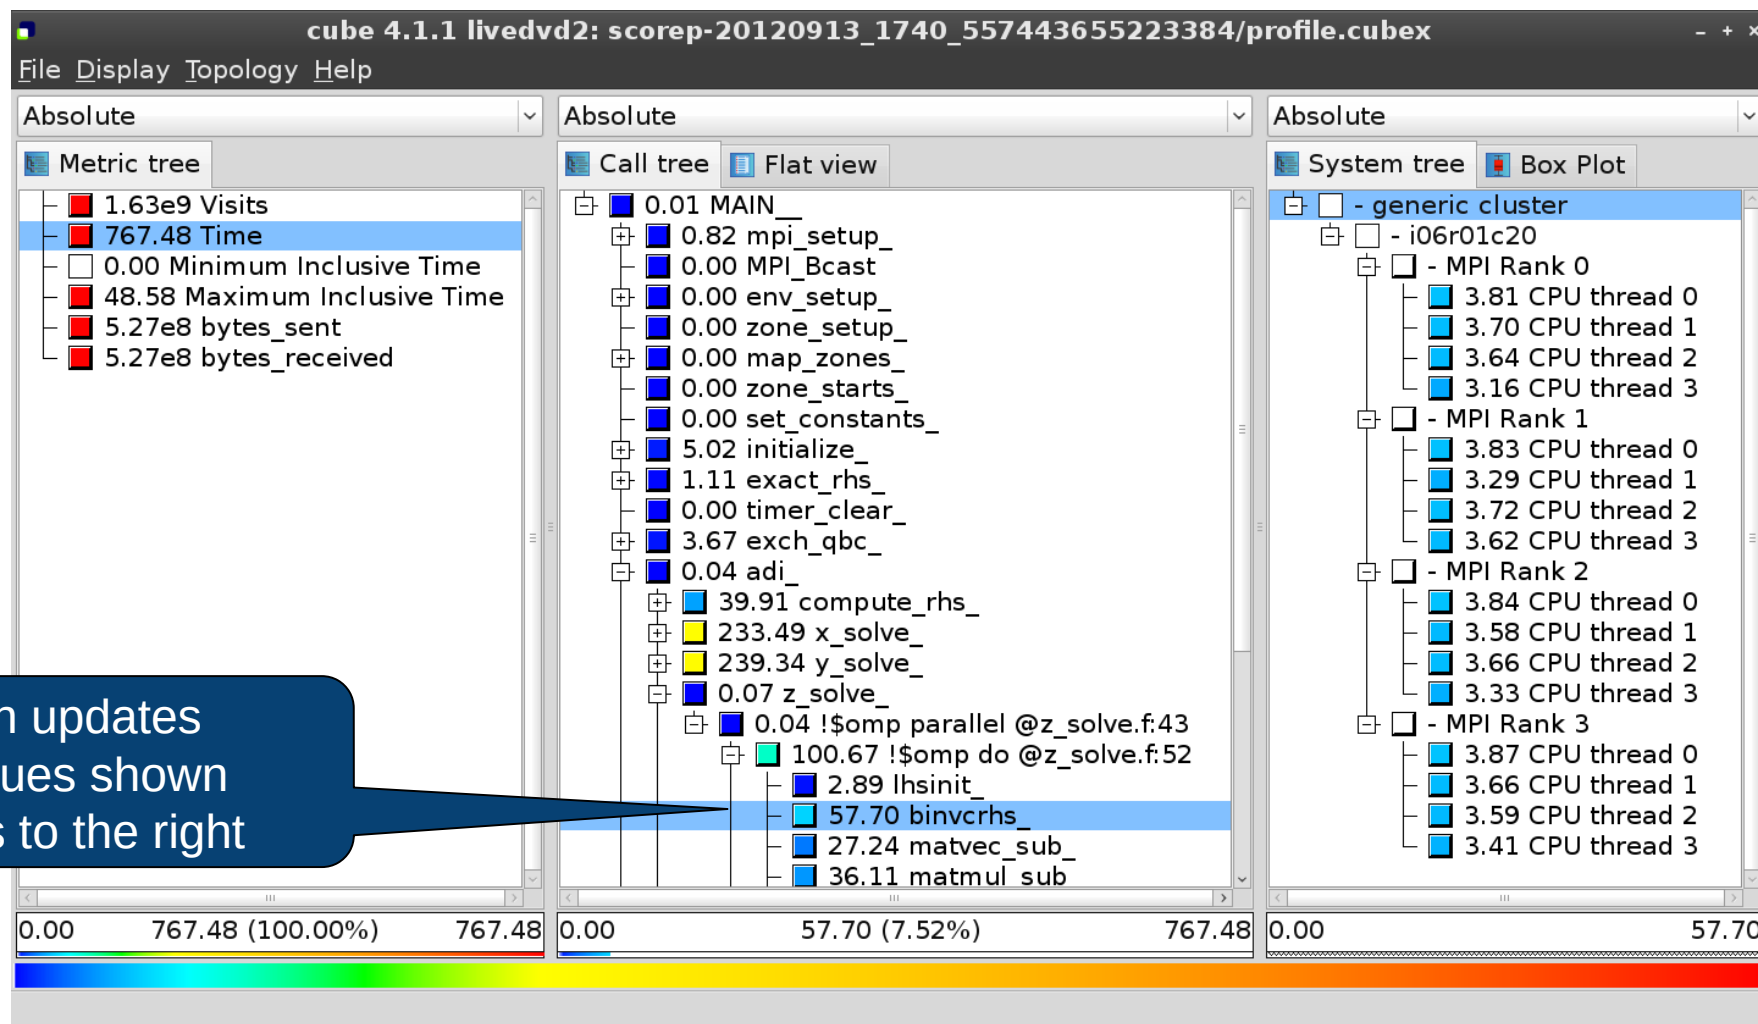 cube 4.1.1 livedvd2: scorep-20120913_1740_557443655223384/profile.cubex
File Display Topology Help
Absolute
Metric tree
1.63e9 Visits
767.48 Time
0.00 Minimum Inclusive Time
48.58 Maximum Inclusive Time
5.27e8 bytes_sent
5.27e8 bytes_received
updates
shown
to the right
0.00 767.48 (100.00%) 767.48
Absolute
Call tree Flat view
0.01 MAIN__
0.82 mpi_setup_
0.00 MPI_Bcast
0.00 env_setup_
0.00 zone_setup_
0.00 map_zones_
0.00 zone_starts_
0.00 set_constants_
5.02 initialize_
1.11 exact_rhs_
0.00 timer_clear_
3.67 exch_qbc_
0.04 adi_
39.91 compute_rhs_
233.49 x_solve_
239.34 y_solve_
0.07 z_solve_
0.04 !$omp parallel @z_solve.f:43
100.67 !$omp do @z_solve.f:52
2.89 lhsinit_
57.70 binvcrhs_
27.24 matvec_sub_
36.11 matmul_sub
0.00 57.70 (7.52%) 767.48
Absolute
System tree Box Plot
- generic cluster
- i06r01c20
- MPI Rank 0
3.81 CPU thread 0
3.70 CPU thread 1
3.64 CPU thread 2
3.16 CPU thread 3
- MPI Rank 1
3.83 CPU thread 0
3.29 CPU thread 1
3.72 CPU thread 2
3.62 CPU thread 3
- MPI Rank 2
3.84 CPU thread 0
3.58 CPU thread 1
3.66 CPU thread 2
3.33 CPU thread 3
- MPI Rank 3
3.87 CPU thread 0
3.66 CPU thread 1
3.59 CPU thread 2
3.41 CPU thread 3
0.00 57.70